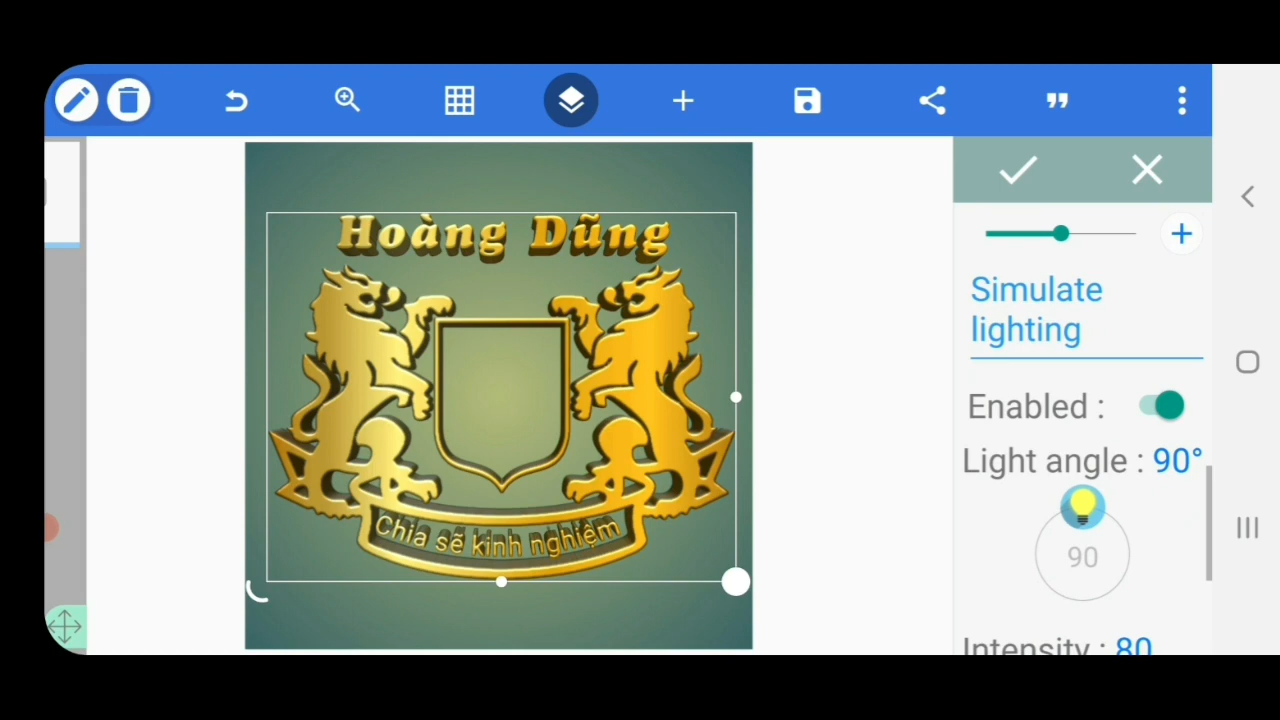 Hoàng Dũng
Chia sẽ kinh nghiệm
Simulate
lighting
Enabled :
Light angle : 90°
90
Intensity : 80